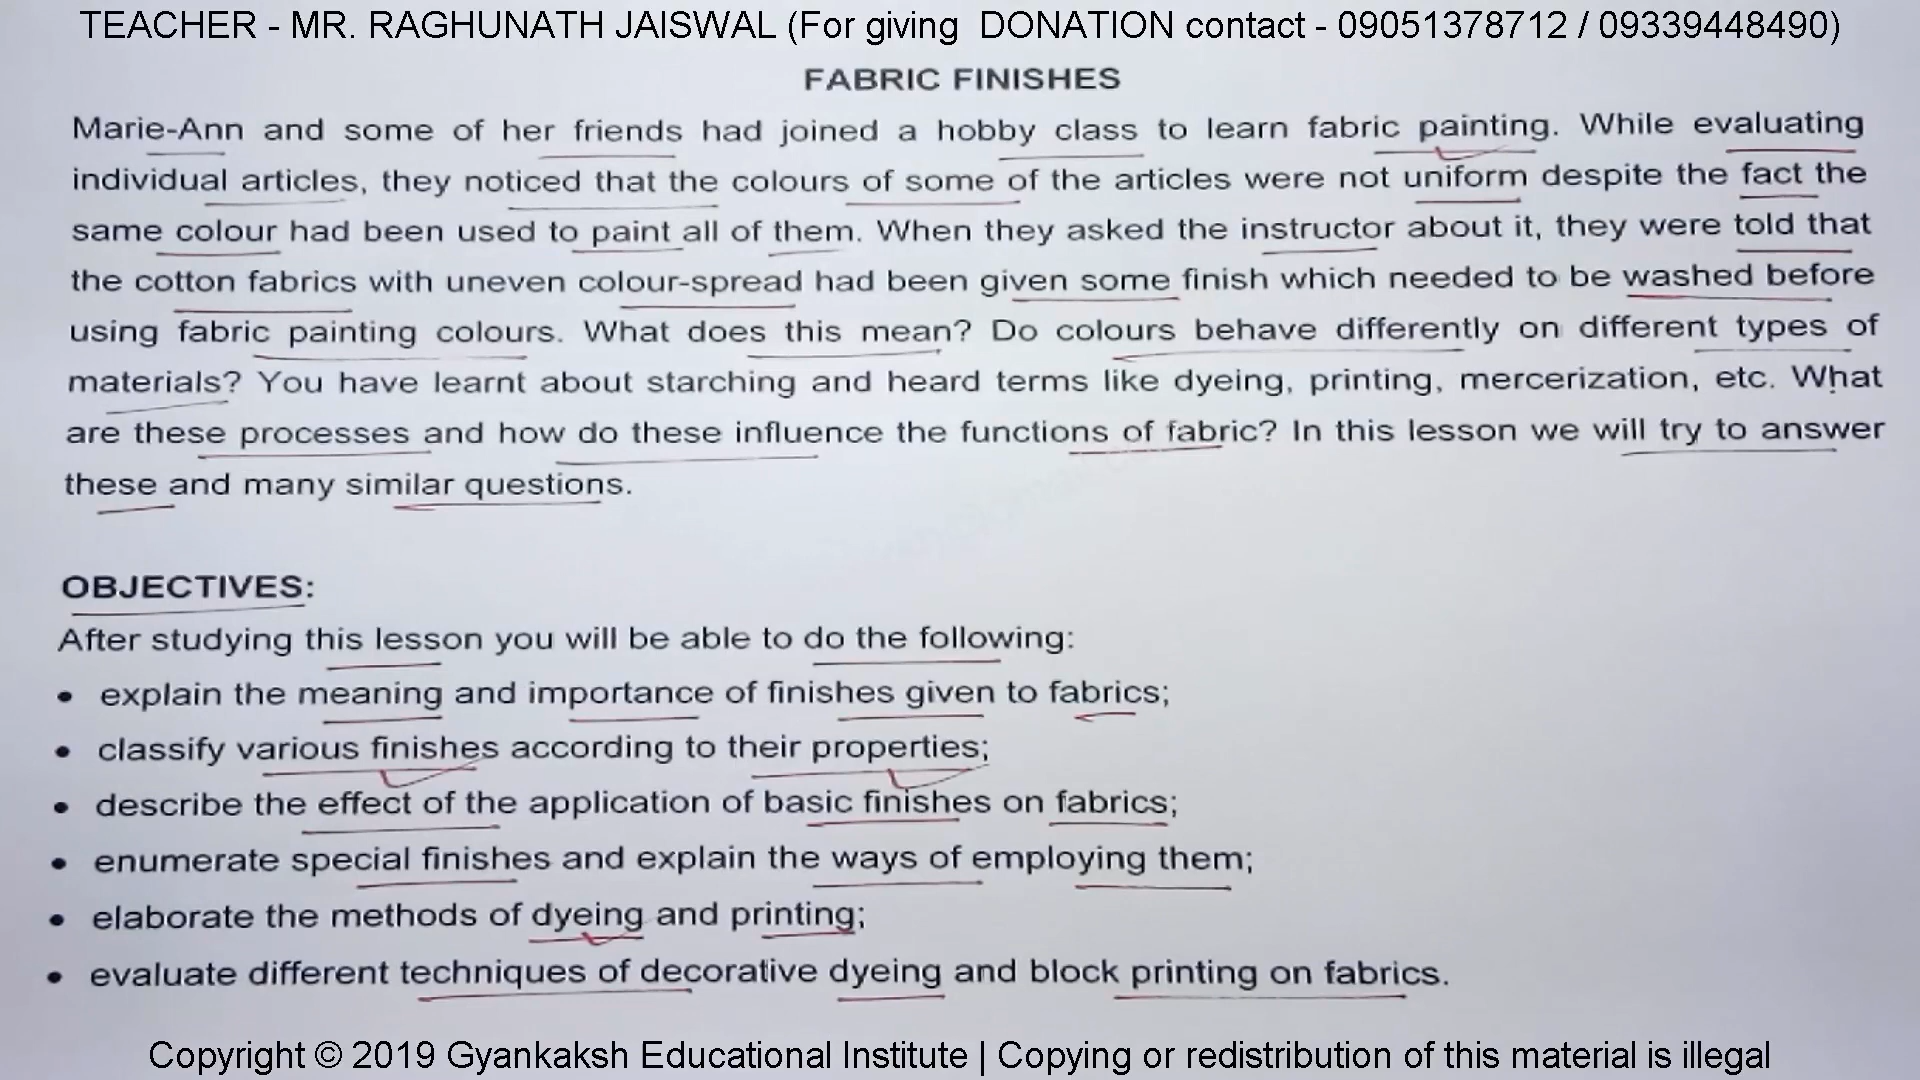 TEACHER - MR. RAGHUNATH JAISWAL (For giving  DONATION contact - 09051378712 / 09339448490)
FABRIC FINISHES
Marie-Ann and some of her friends had joined a hobby class to learn fabric painting. While evaluating
individual articles, they noticed that the colours of some of the articles were not uniform despite the fact the
same colour had been used to paint all of them. When they asked the instructor about it, they were told that
the cotton fabrics with uneven colour-spread had been given some finish which needed to be washed before
using fabric painting colours. What does this mean? Do colours behave differently on different types of
materials? You have learnt about starching and heard terms like dyeing, printing, mercerization, etc. What
are these processes and how do these influence the functions of fabric? In this lesson we will try to answer
these and many similar questions.
OBJECTIVES:
After studying this lesson you will be able to do the following:
• explain the meaning and importance of finishes given to fabrics;
• classify various finishes according to their properties;
• describe the effect of the application of basic finishes on fabrics;
• enumerate special finishes and explain the ways of employing them;
• elaborate the methods of dyeing and printing;
• evaluate different techniques of decorative dyeing and block printing on fabrics.
Copyright © 2019 Gyankaksh Educational Institute | Copying or redistribution of this material is illegal